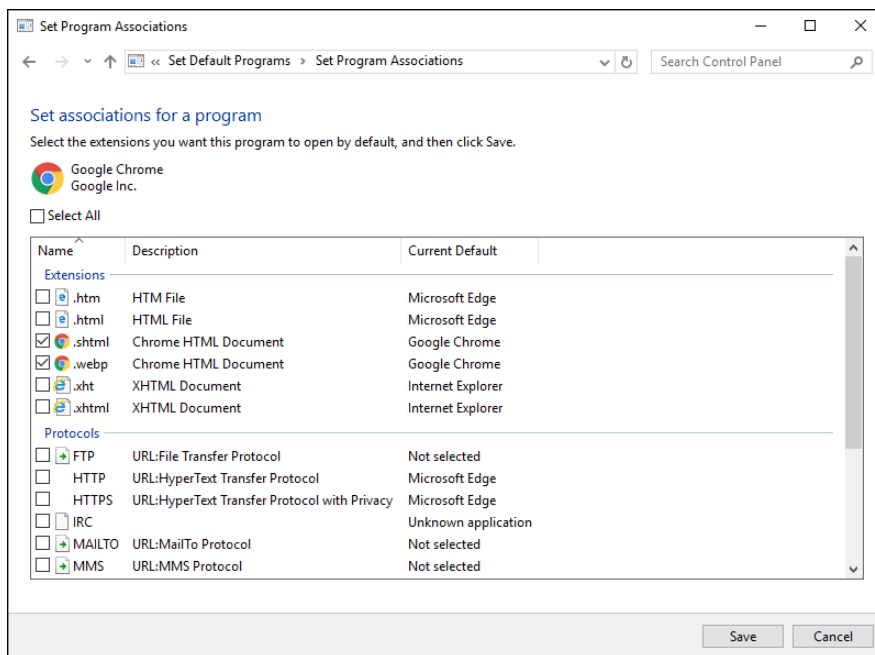 Set Program Associations
« Set Default Programs › Set Program Associations
Search Control Panel
Set associations for a program
Select the extensions you want this program to open by default, and then click Save.
Google Chrome
Google Inc.
Select All
Name Description Current Default
Extensions
.htm HTM File Microsoft Edge
.html HTML File Microsoft Edge
.shtml Chrome HTML Document Google Chrome
.webp Chrome HTML Document Google Chrome
.xht XHTML Document Internet Explorer
.xhtml XHTML Document Internet Explorer
Protocols
FTP URL:File Transfer Protocol Not selected
HTTP URL:HyperText Transfer Protocol Microsoft Edge
HTTPS URL:HyperText Transfer Protocol with Privacy Microsoft Edge
IRC Unknown application
MAILTO URL:MailTo Protocol Not selected
MMS URL:MMS Protocol Not selected
Save Cancel